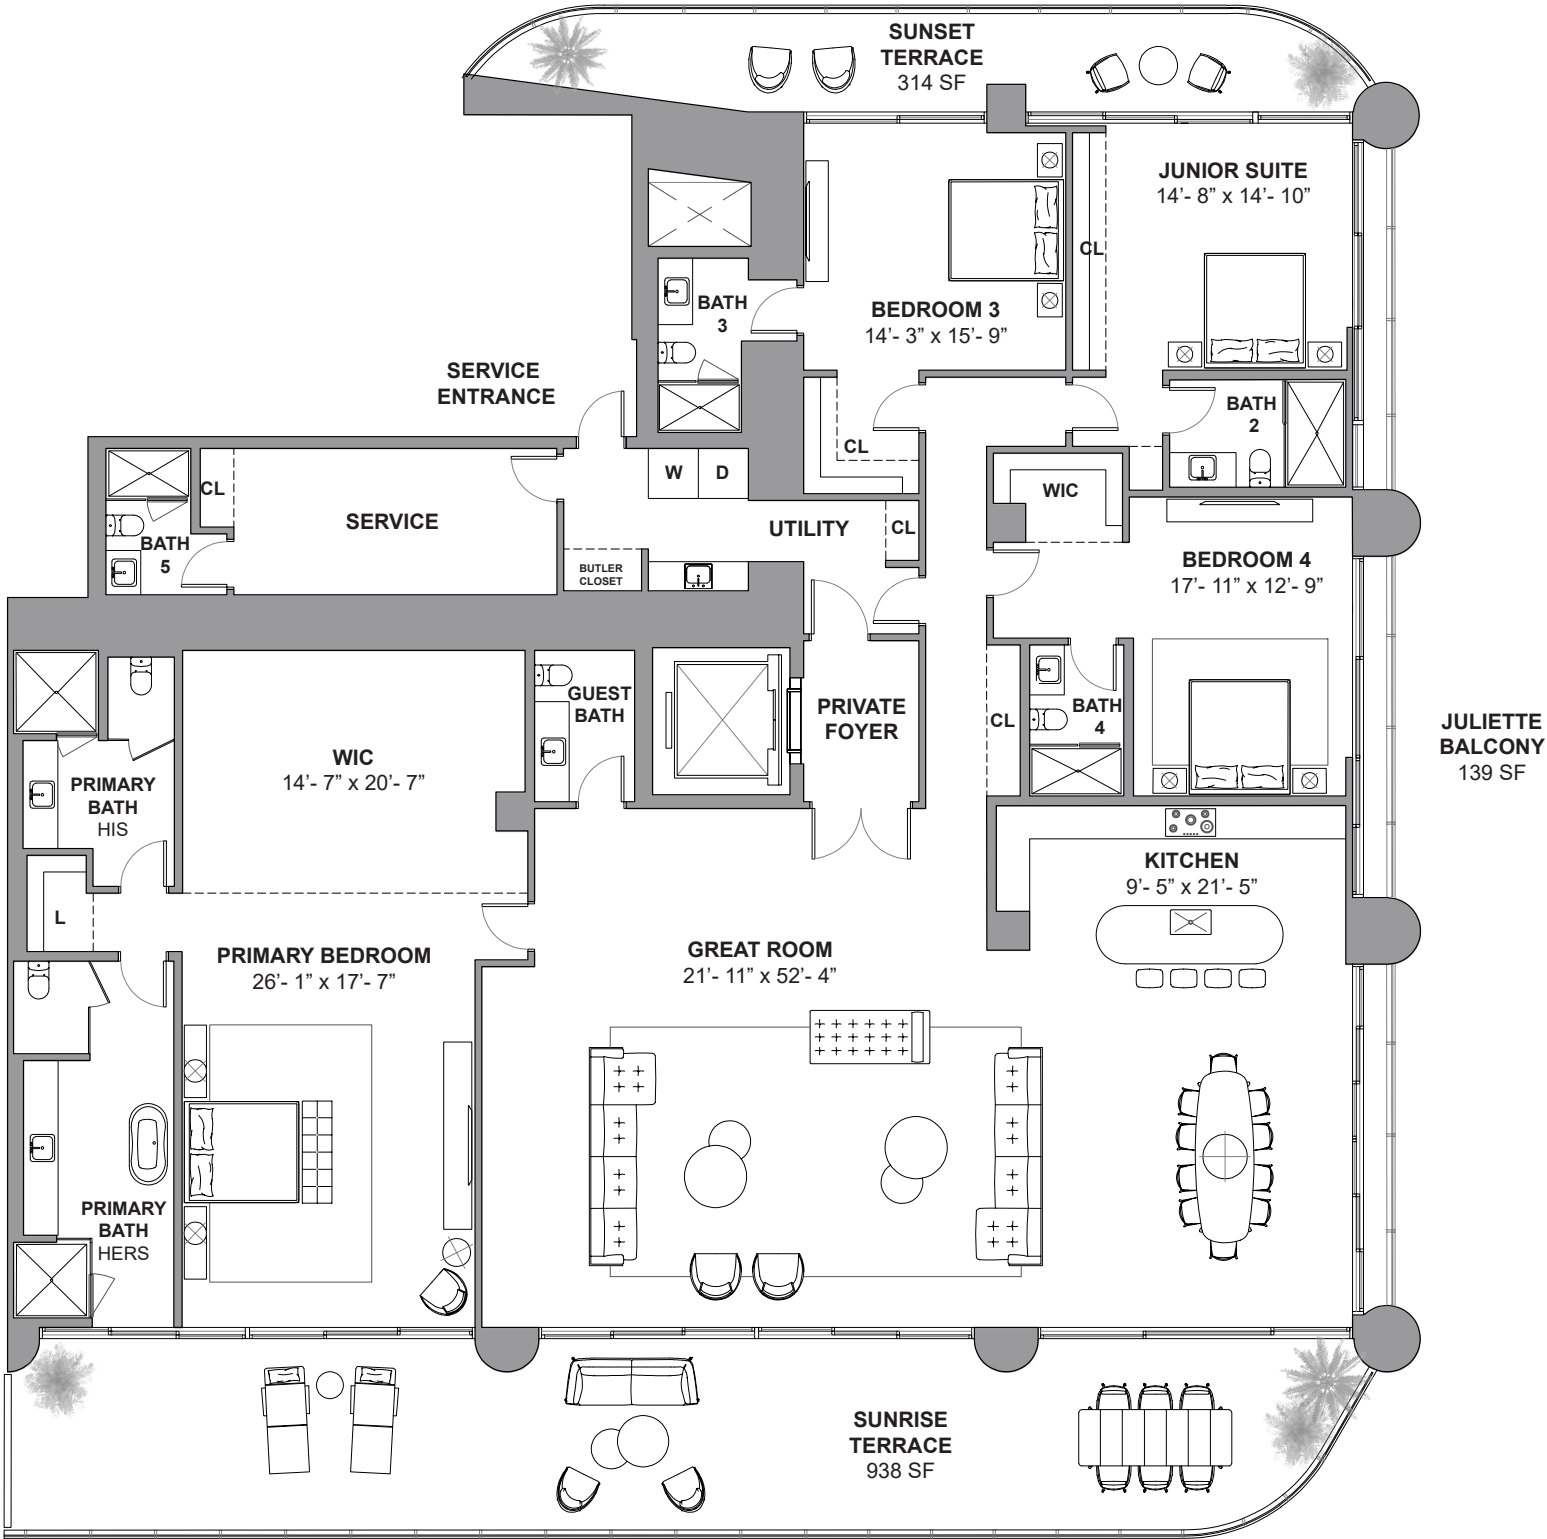 SUNSET
TERRACE
314 SF
JUNIOR SUITE
14’- 8” x 14’- 10”
CL
BEDROOM 3
14’- 3” x 15’- 9”
BATH
3
SERVICE
ENTRANCE
BATH
2
CL
W
D
WIC
CL
SERVICE
UTILITY
CL
BATH
5
BUTLER
CLOSET
BEDROOM 4
17’- 11” x 12’- 9”
GUEST
BATH
PRIVATE
FOYER
CL
BATH
4
JULIETTE
BALCONY
139 SF
WIC
14’- 7” x 20’- 7”
PRIMARY
BATH
HIS
KITCHEN
9’- 5” x 21’- 5”
L
PRIMARY BEDROOM
26’- 1” x 17’- 7”
GREAT ROOM
21’- 11” x 52’- 4”
PRIMARY
BATH
HERS
SUNRISE
TERRACE
938 SF